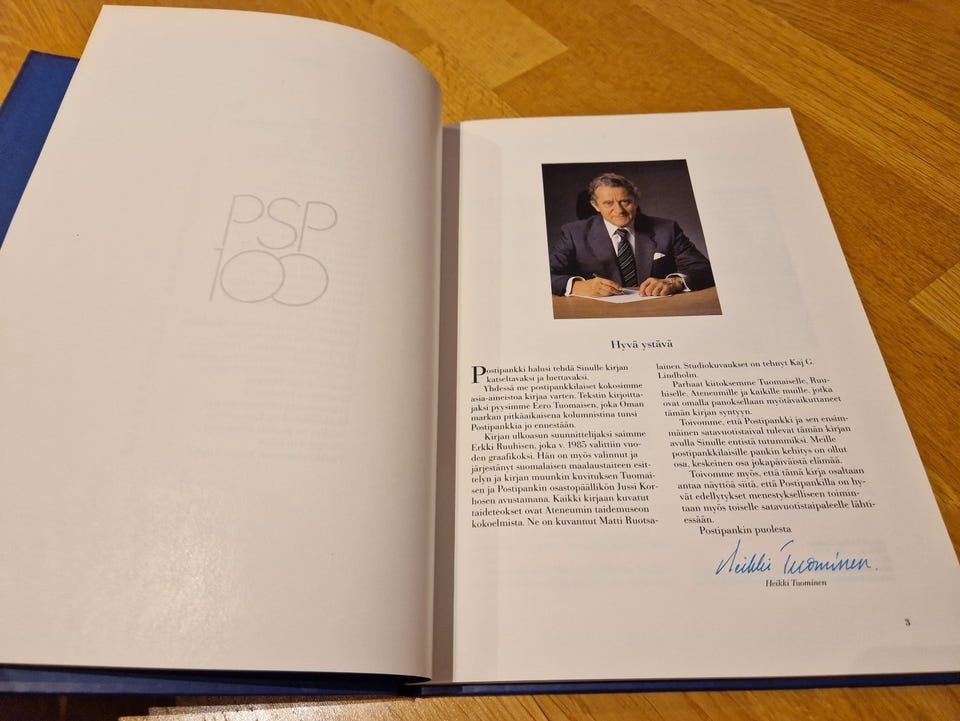 PSP
100
Hyvä ystävä
Postipankki halusi tehdä Sinulle kirjan
katseltavaksi ja luettavaksi.
Yhdessä me postipankkilaiset kokosimme
asia-aineistoa kirjaa varten. Tekstin kirjoitta-
jaksi pyysimme Eero Tuomaisen, joka Oman
markan pitkäaikaisena kolumnistina tunsi
Postipankkia jo ennestään.
Kirjan ulkoasun suunnittelijaksi saimme
Erkki Ruuhisen, joka v. 1985 valittiin vuo-
den graafikoksi. Hän on myös valinnut ja
järjestänyt suomalaisen maalaustaiteen esit-
telyn ja kirjan muunkin kuvituksen Tuomai-
sen ja Postipankin osastopäällikön Jussi Kor-
hosen avustamana. Kaikki kirjaan kuvatut
taideteokset ovat Ateneumin taidemuseon
kokoelmista. Ne on kuvannut Matti Ruotsa-
lainen. Studiokuvaukset on tehnyt Kaj G.
Lindholm.
Parhaat kiitoksemme Tuomaiselle, Ruu-
hiselle, Ateneumille ja kaikille muille, jotka
ovat omalla panoksellaan myötävaikuttaneet
tämän kirjan syntyyn.
Toivomme, että Postipankki ja sen ensim-
mäinen satavuotistaival tulevat tämän kirjan
avulla Sinulle entistä tutummiksi. Meille
postipankkilaisille pankin kehitys on ollut
osa, keskeinen osa jokapäiväistä elämää.
Toivomme myös, että tämä kirja osaltaan
antaa näyttöä siitä, että Postipankilla on hy-
vät edellytykset menestykselliseen toimin-
taan myös toiselle satavuotistaipaleelle lähti-
essään.
Postipankin puolesta
Heikki Tuominen.
Heikki Tuominen
3